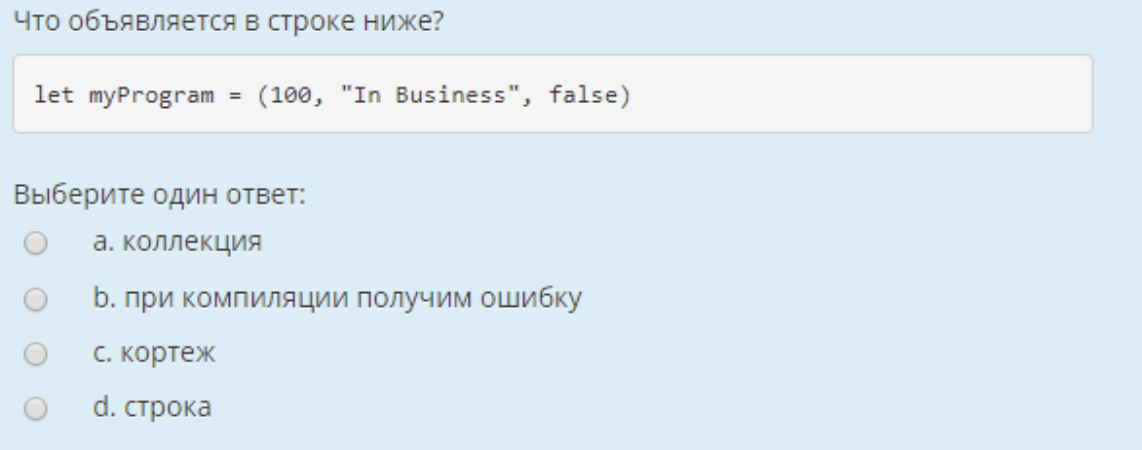 Что объявляется в строке ниже?
let myProgram = (100, "In Business", false)
Выберите один ответ:
a. коллекция
b. при компиляции получим ошибку
c. кортеж
d. строка